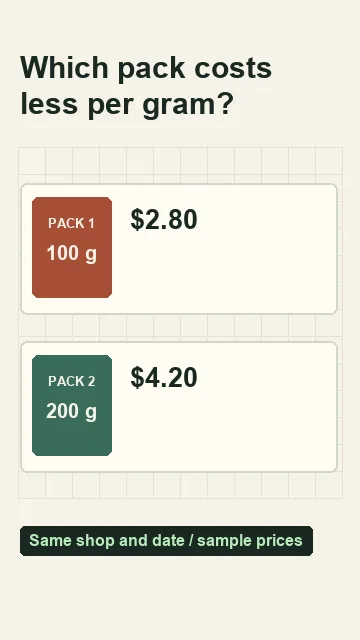 Which pack costs
less per gram?
PACK 1
100 g
$2.80
PACK 2
200 g
$4.20
Same shop and date / sample prices